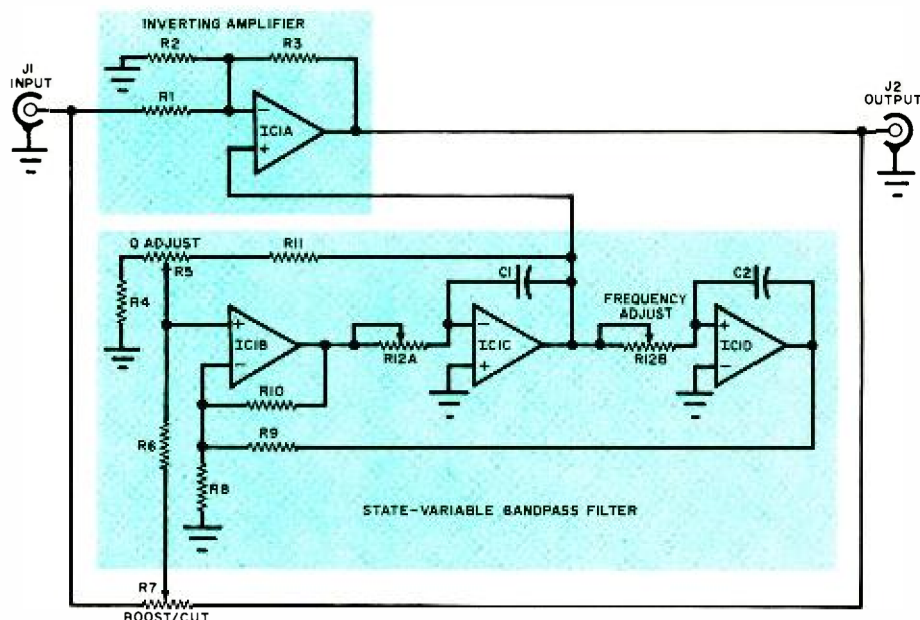 INVERTING AMPLIFIER
R2
R3
J1
INPUT
R1
−
IC1A
+
J2
OUTPUT
Q ADJUST
R11
R5
R4
C1
C2
FREQUENCY
ADJUST
+
IC1B
−
R12A
−
IC1C
+
R12B
+
IC1D
−
R10
R9
R6
R8
STATE-VARIABLE BANDPASS FILTER
R7
BOOST/CUT